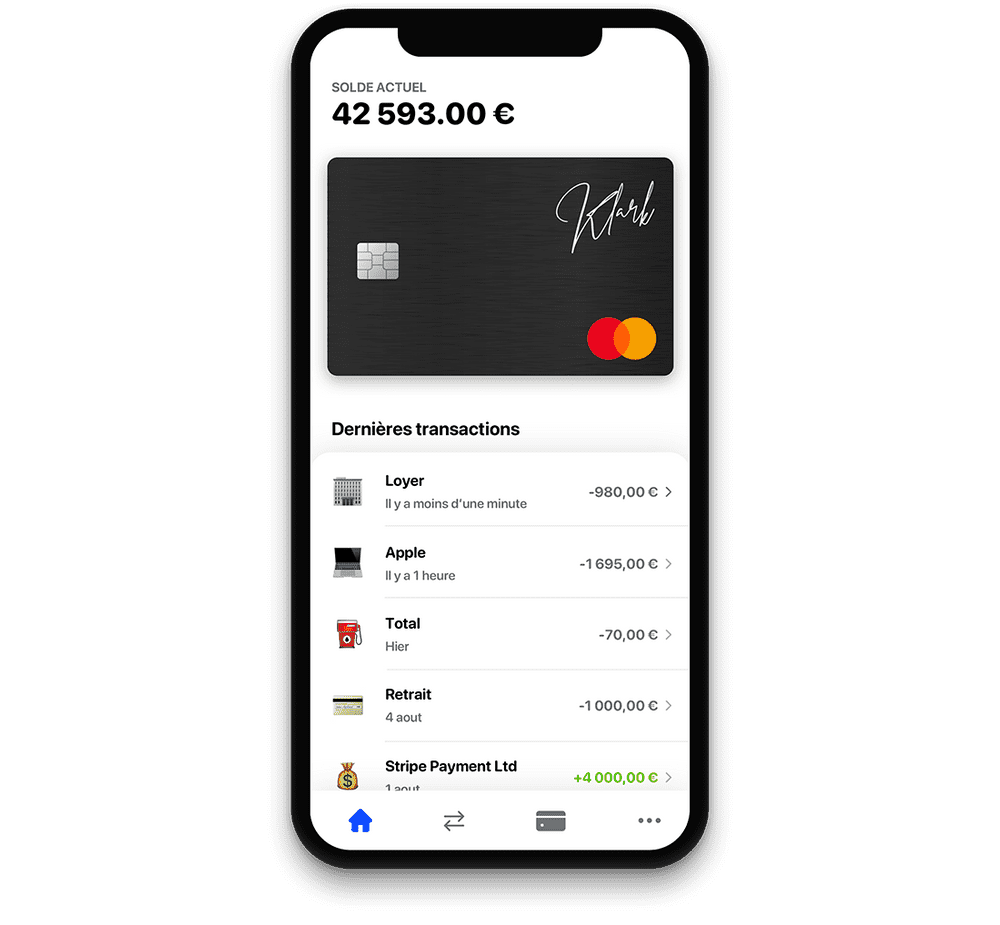 SOLDE ACTUEL
42 593.00 €
Klark
Dernières transactions
Loyer
Il y a moins d'une minute
-980,00 €
Apple
Il y a 1 heure
-1 695,00 €
Total
Hier
-70,00 €
Retrait
4 aout
-1 000,00 €
Stripe Payment Ltd
1 aout
+4 000,00 €